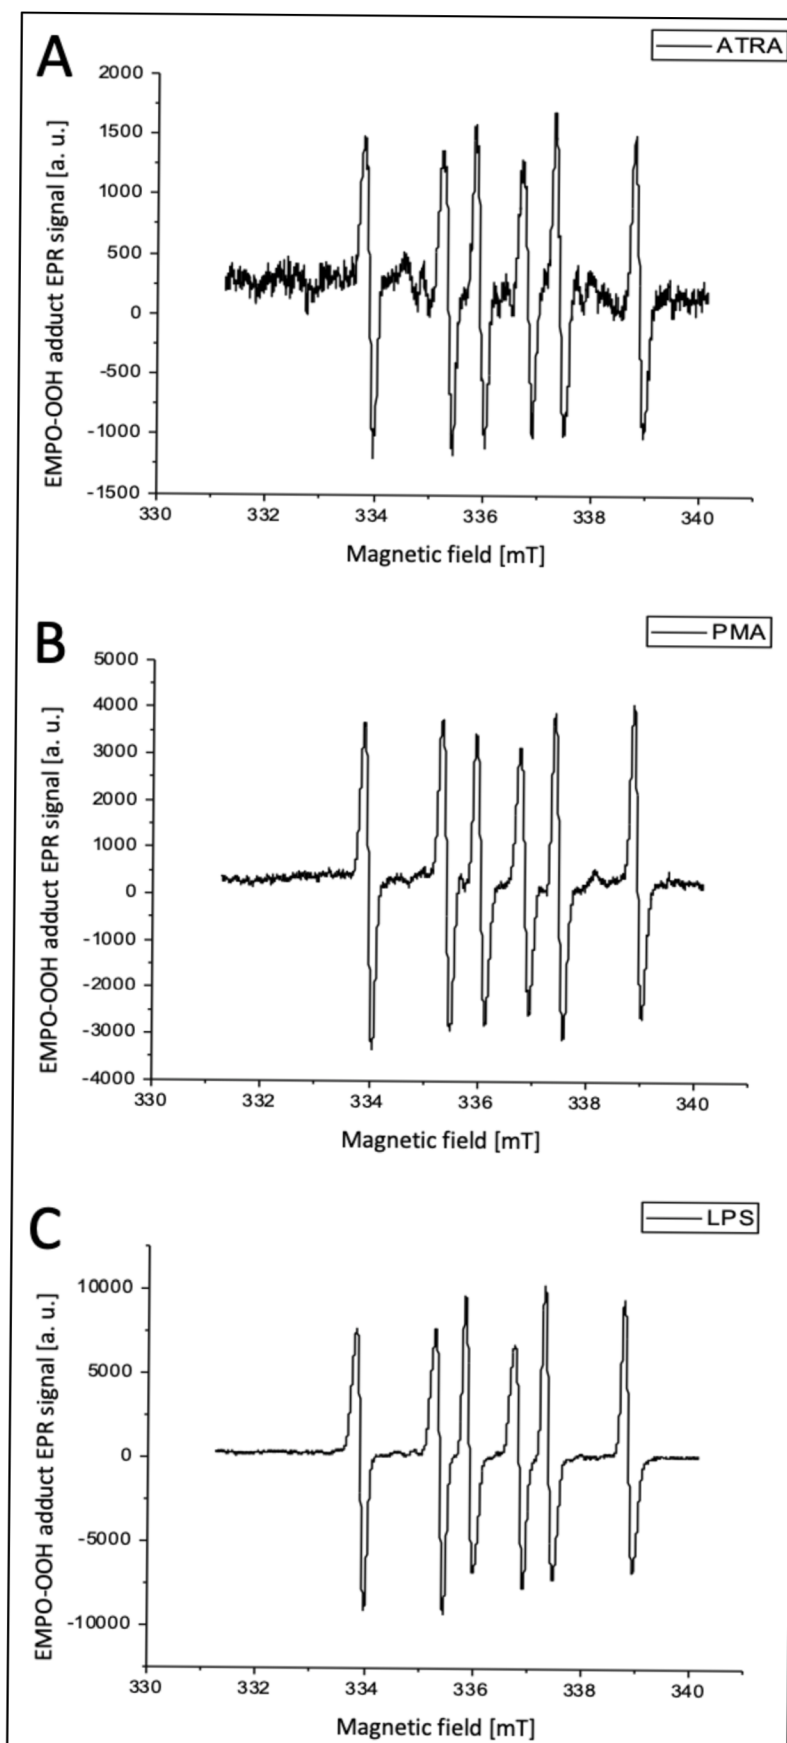 A
ATRA
2000
1500
1000
500
0
-500
-1000
-1500
EMPO-OOH adduct EPR signal [a. u.]
330 332 334 336 338 340
Magnetic field [mT]
B
PMA
5000
4000
3000
2000
1000
0
-1000
-2000
-3000
-4000
EMPO-OOH adduct EPR signal [a. u.]
330 332 334 336 338 340
Magnetic field [mT]
C
LPS
10000
5000
0
-5000
-10000
EMPO-OOH adduct EPR signal [a. u.]
330 332 334 336 338 340
Magnetic field [mT]